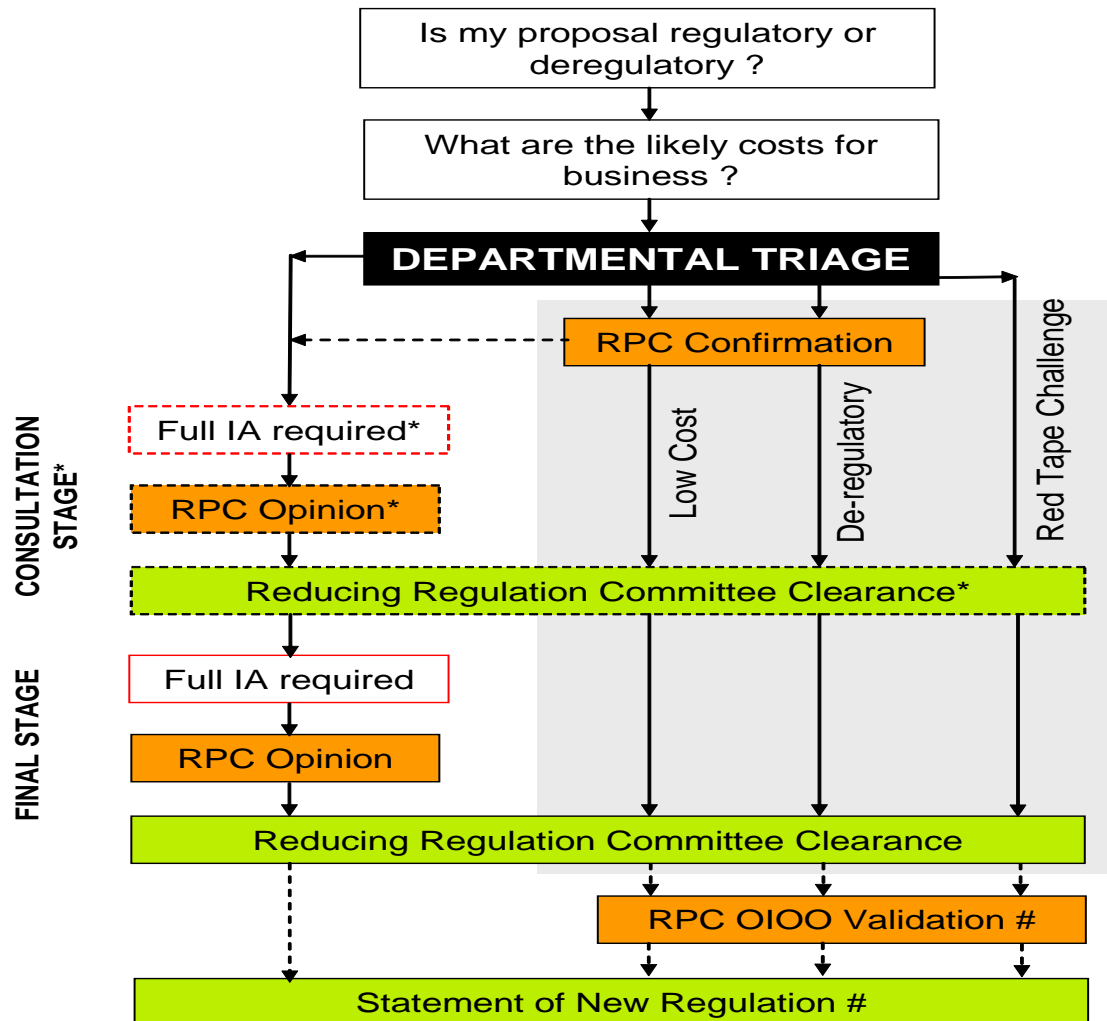 Is my proposal regulatory or
deregulatory ?
What are the likely costs for
business ?
DEPARTMENTAL TRIAGE
RPC Confirmation
Low Cost
De-regulatory
Red Tape Challenge
CONSULTATION
STAGE*
Full IA required*
RPC Opinion*
Reducing Regulation Committee Clearance*
FINAL STAGE
Full IA required
RPC Opinion
Reducing Regulation Committee Clearance
RPC OIOO Validation #
Statement of New Regulation #